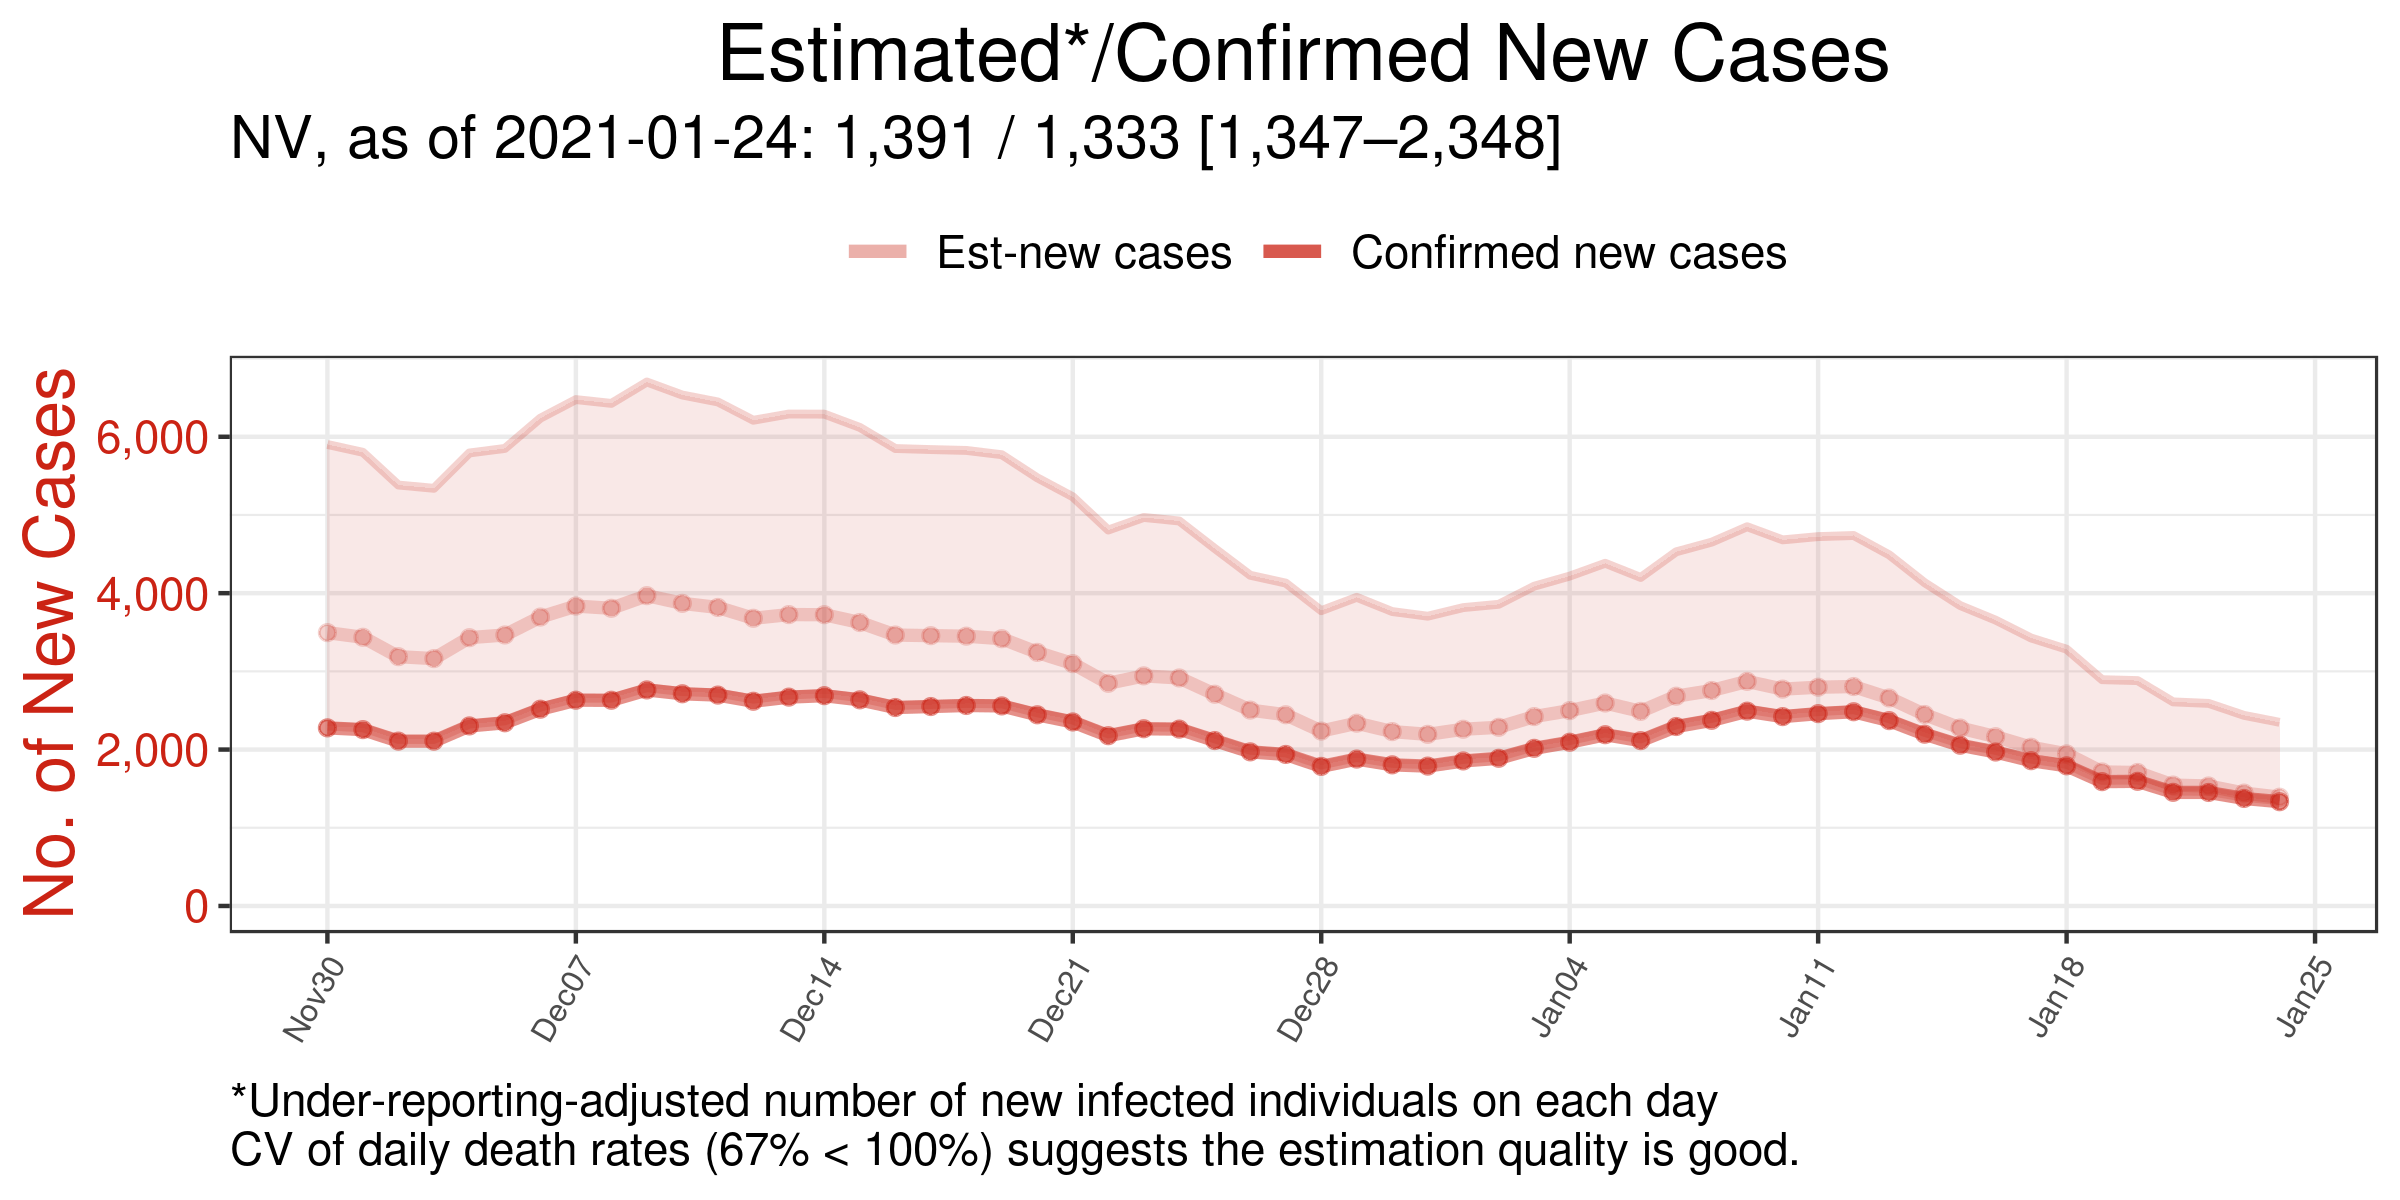 Estimated*/Confirmed New Cases
NV, as of 2021-01-24: 1,391 / 1,333 [1,347–2,348]
Est-new cases
Confirmed new cases
No. of New Cases
6,000
4,000
2,000
0
Nov30
Dec07
Dec14
Dec21
Dec28
Jan04
Jan11
Jan18
Jan25
*Under-reporting-adjusted number of new infected individuals on each day
CV of daily death rates (67% < 100%) suggests the estimation quality is good.